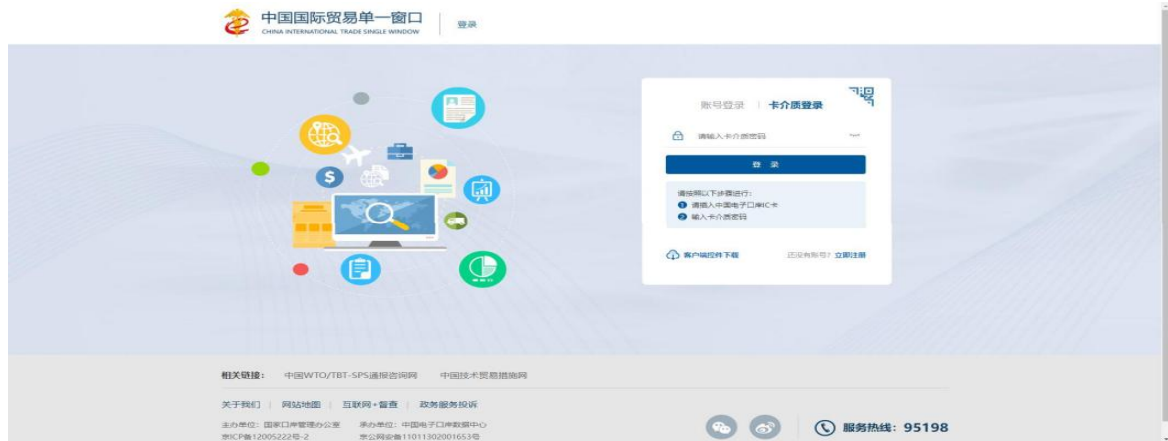 中国国际贸易单一窗口
CHINA INTERNATIONAL TRADE SINGLE WINDOW
登录
账号登录 | 卡介质登录
请输入卡介质密码
登 录
请按照以下步骤进行：
1 请插入中国电子口岸IC卡
2 输入卡介质密码
客户端控件下载 还没有账号？立即注册
相关链接： 中国WTO/TBT-SPS通报咨询网 中国技术贸易措施网
关于我们 | 网站地图 | 互联网+督查 | 政务服务投诉
主办单位：国家口岸管理办公室 承办单位：中国电子口岸数据中心
京ICP备12005222号-2 京公网安备11011302001653号
服务热线：95198